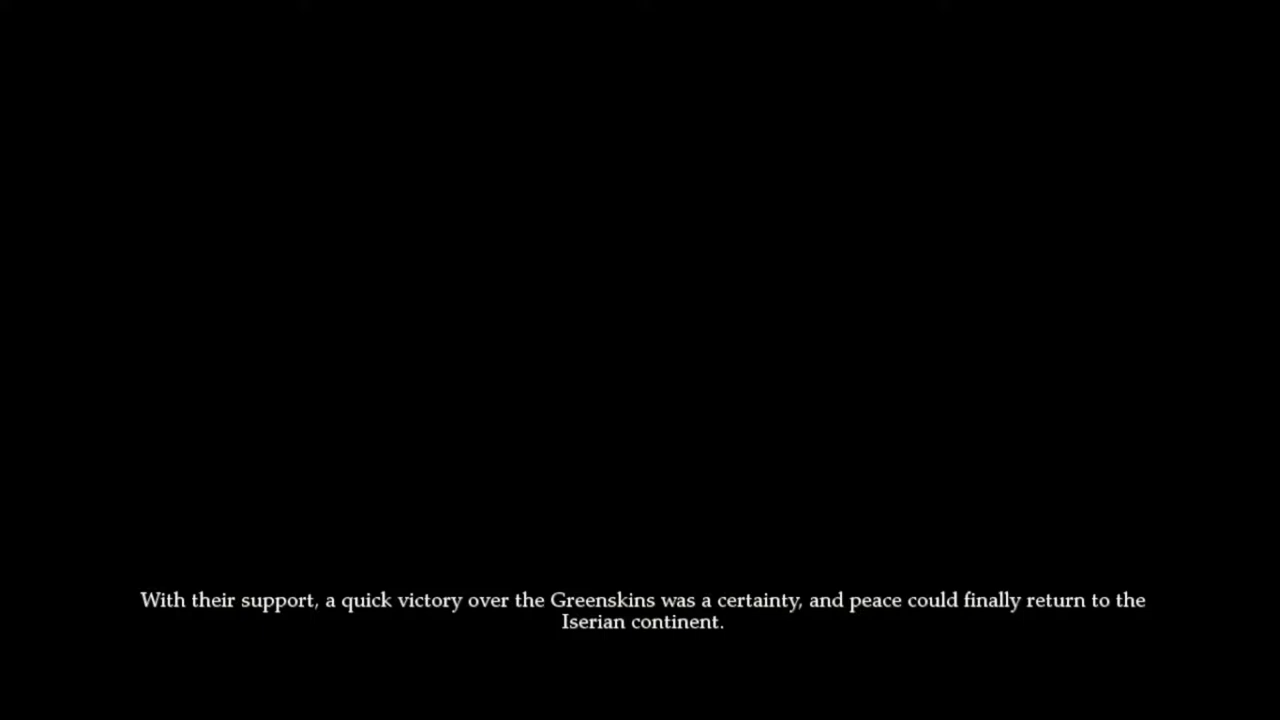 With their support, a quick victory over the Greenskins was a certainty, and peace could finally return to the
Iserian continent.